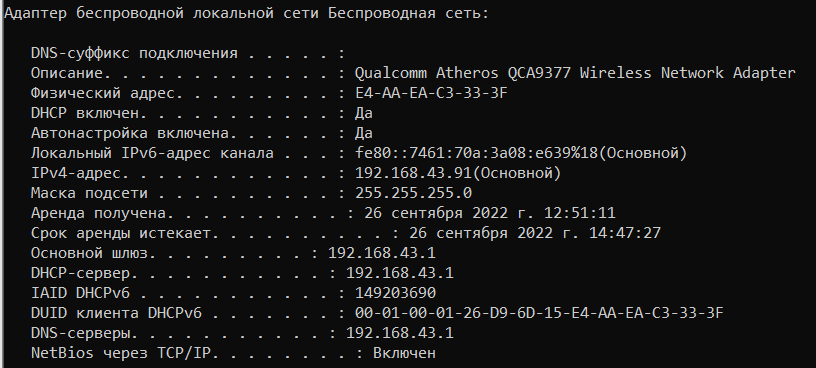 Адаптер беспроводной локальной сети Беспроводная сеть:
DNS-суффикс подключения . . . . . :
Описание. . . . . . . . . . . . . : Qualcomm Atheros QCA9377 Wireless Network Adapter
Физический адрес. . . . . . . . . : E4-AA-EA-C3-33-3F
DHCP включен. . . . . . . . . . . : Да
Автонастройка включена. . . . . . : Да
Локальный IPv6-адрес канала . . . : fe80::7461:70a:3a08:e639%18(Основной)
IPv4-адрес. . . . . . . . . . . . : 192.168.43.91(Основной)
Маска подсети . . . . . . . . . . : 255.255.255.0
Аренда получена. . . . . . . . . . : 26 сентября 2022 г. 12:51:11
Срок аренды истекает. . . . . . . . . . : 26 сентября 2022 г. 14:47:27
Основной шлюз. . . . . . . . . : 192.168.43.1
DHCP-сервер. . . . . . . . . . . : 192.168.43.1
IAID DHCPv6 . . . . . . . . . . . : 149203690
DUID клиента DHCPv6 . . . . . . . : 00-01-00-01-26-D9-6D-15-E4-AA-EA-C3-33-3F
DNS-серверы. . . . . . . . . . . : 192.168.43.1
NetBios через TCP/IP. . . . . . . . : Включен